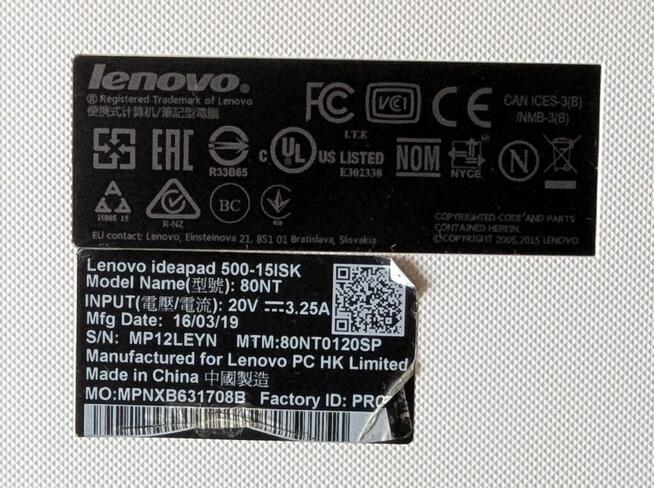 lenovo.
® Registered Trademark of Lenovo
便携式计算机/筆記型電腦
FC VCI CE CAN ICES-3(B)
/NMB-3(B)
I.T.E
EAC R33B65 C UL US LISTED NOM NYCE N
E302338
R-NZ BC
EU contact: Lenovo, Einsteinova 21, 851 01 Bratislava, Slovakia
COPYRIGHTED CODE AND PARTS
CONTAINED HEREIN.
©COPYRIGHT 2005, 2015 LENOVO
Lenovo ideapad 500-15ISK
Model Name(型號): 80NT
INPUT(電壓/電流): 20V ⎓ 3.25A
Mfg Date: 16/03/19
S/N: MP12LEYN MTM:80NT0120SP
Manufactured for Lenovo PC HK Limited
Made in China 中國製造
MO:MPNXB631708B Factory ID: PRC